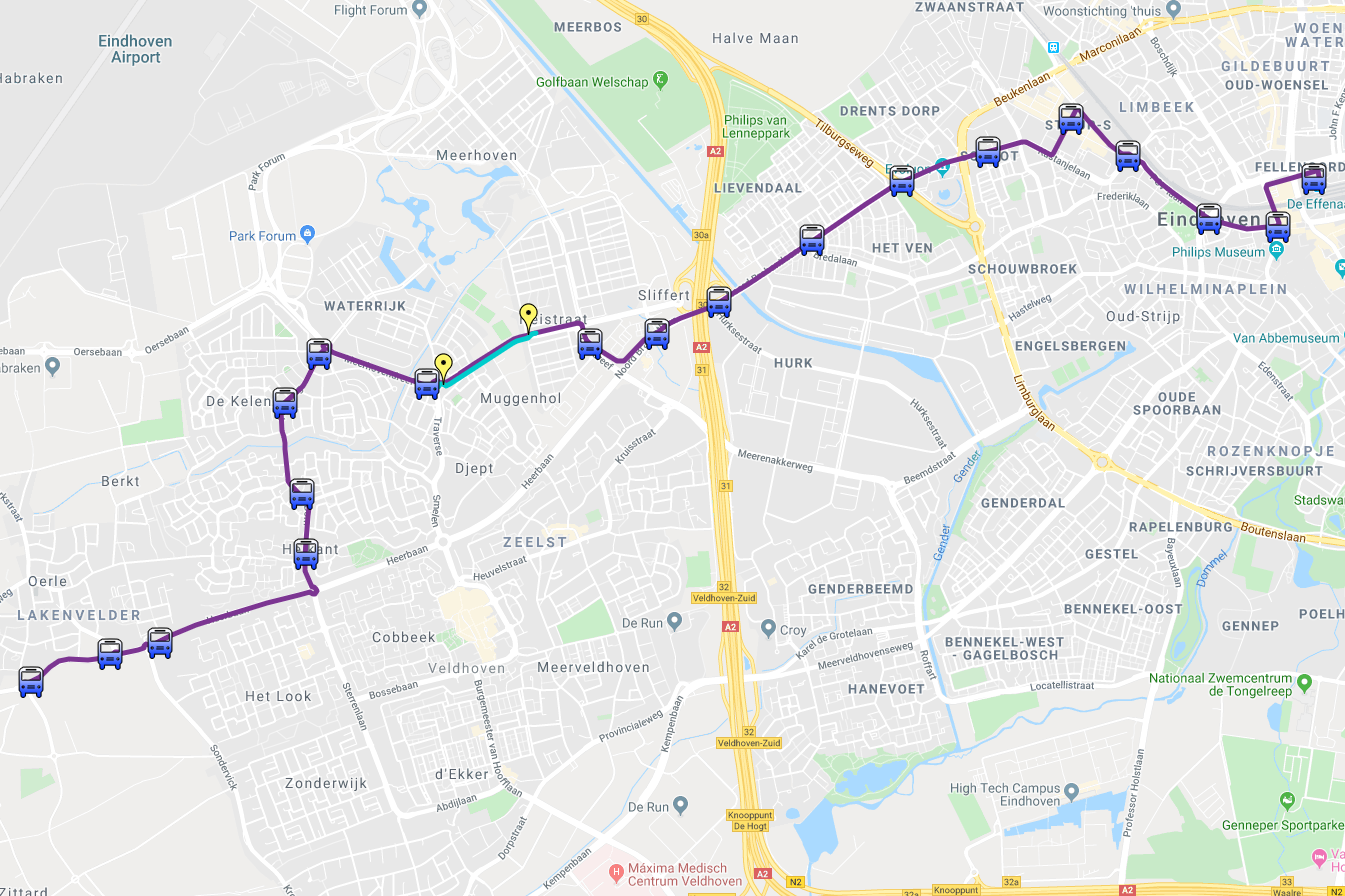 Flight Forum
ZWAANSTRAAT
Woonstichting 'thuis
MEERBOS
30
Halve Maan
WOEN
WATER
Eindhoven
Airport
Marconilaan
Boschdijk
GILDEBUURT
OUD-WOENSEL
Golfbaan Welschap
Beukenlaan
LIMBEEK
DRENTS DORP
Philips van
Lenneppark
Tilburgseweg
A2
Meerhoven
Park Forum
Kastanjelaan
FELLENOORD
LIEVENDAAL
Frederiklaan
De Effenaa
Eindhoven
Park Forum
30a
HET VEN
Philips Museum
Bredalaan
SCHOUWBROEK
WILHELMINAPLEIN
Sliffert
WATERRIJK
Hastelweg
Oud-Strijp
Oersebaan
Oersebaan
Hurksestraat
Van Abbemuseum
ENGELSBERGEN
A2
HURK
31
Edenstraat
De Kelen
Muggenhol
Limburglaan
OUDE
SPOORBAAN
Hurksestraat
Traverse
Kruisstraat
ROZENKNOPJE
SCHRIJVERSBUURT
Meerenakkerweg
Djept
Heerbaan
Beemdstraat
Gender
Berkt
31
Smelen
GENDERDAL
Stadswa
RAPELENBURG
Boutenslaan
ZEELST
Gender
GESTEL
Heerbaan
Bayeuxlaan
Dommel
Heuvelstraat
Oerle
32
GENDERBEEMD
Veldhoven-Zuid
LAKENVELDER
BENNEKEL-OOST
POELH
De Run
A2
Croy
GENNEP
Cobbeek
Karel de Grotelaan
BENNEKEL-WEST
- GAGELBOSCH
Veldhoven
Meerveldhoven
Meerveldhovenseweg
Roffart
Nationaal Zwemcentrum
de Tongelreep
Het Look
Bossebaan
HANEVOET
Locatellistraat
Sterrenlaan
Burgemeester van Hoofflaan
Provincialeweg
Kempenbaan
32
Veldhoven-Zuid
Sondervick
d'Ekker
Zonderwijk
High Tech Campus
Eindhoven
Professor Holstlaan
Abdijlaan
De Run
Knooppunt
De Hogt
Genneper Sportparke
Dorpstraat
Kempenbaan
Máxima Medisch
Centrum Veldhoven
A2
N2
32a
32a
Knooppunt
A2
33
Waalre
N2
Zittard